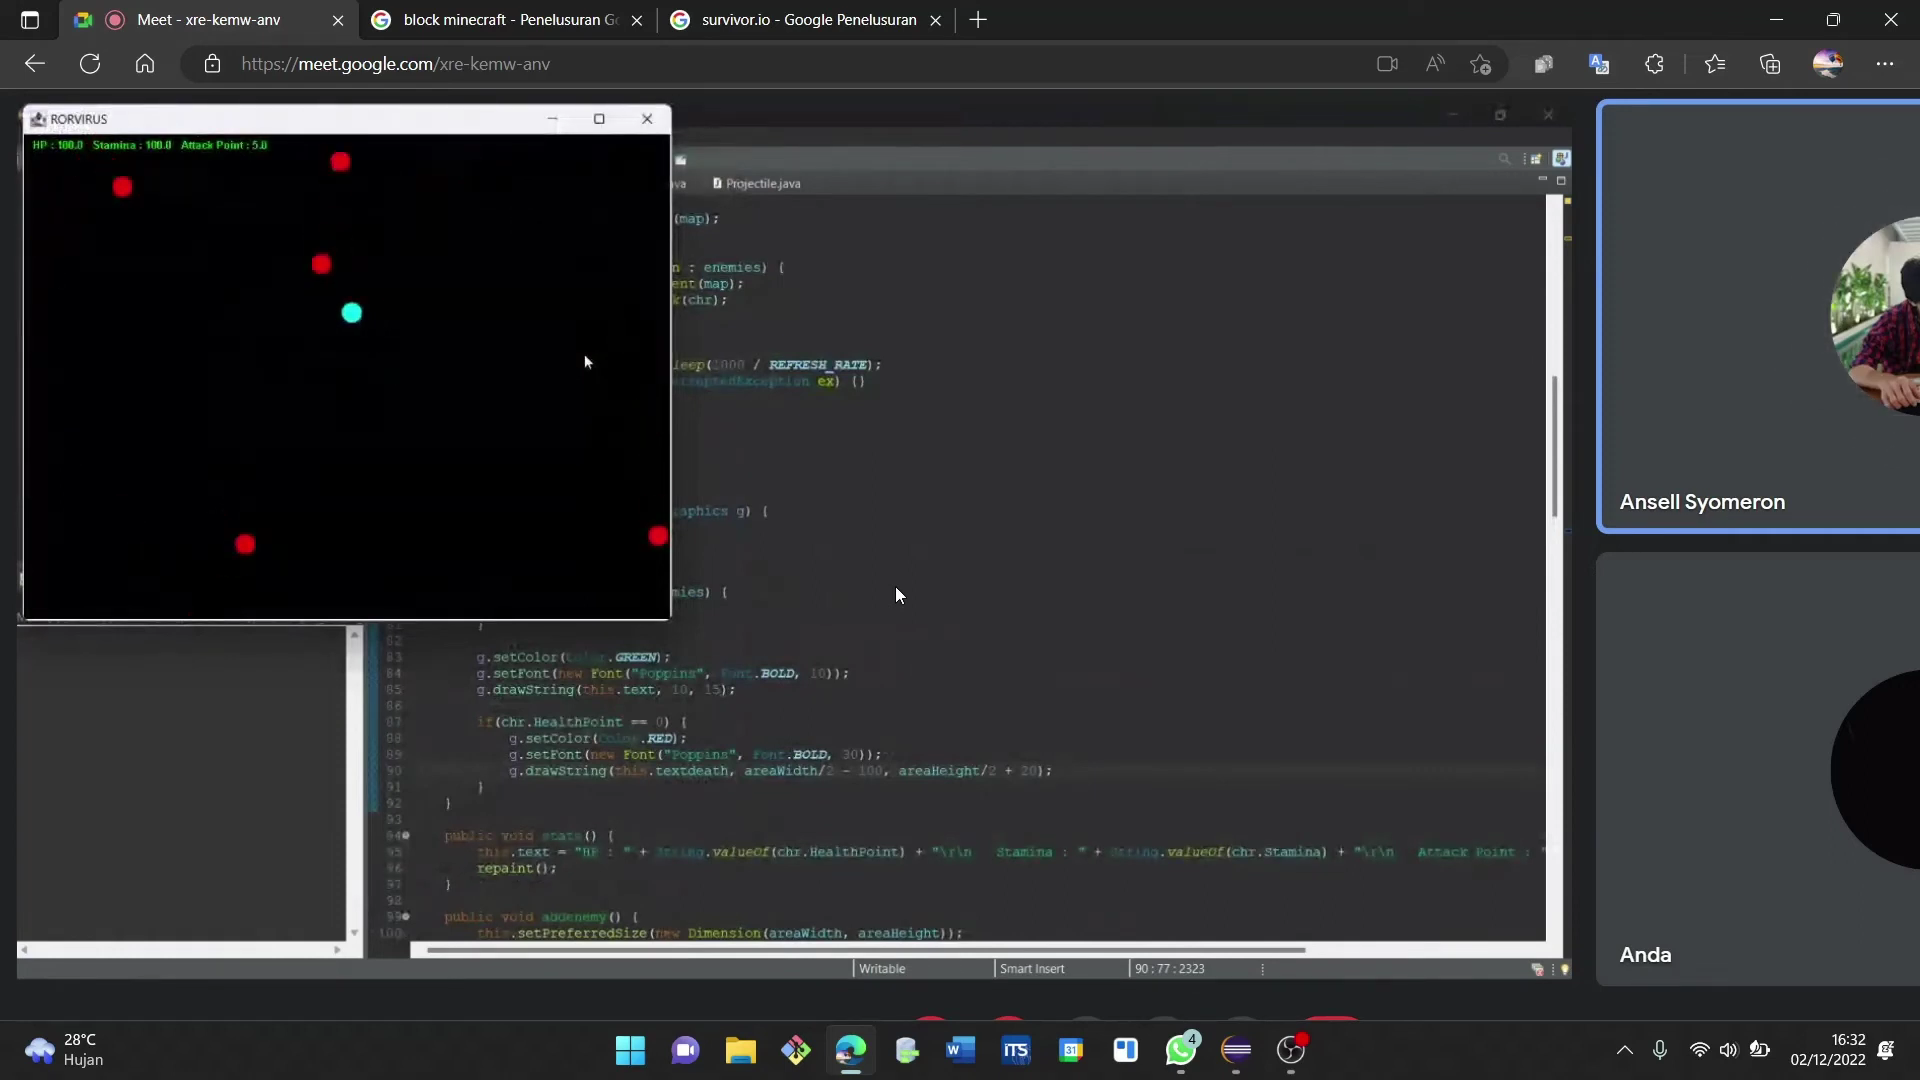 Meet - xre-kemw-anv
block minecraft - Penelusuran G
survivor.io - Google Penelusuran
https://meet.google.com/xre-kemw-anv
RORVIRUS
HP : 100.0 Stamina : 100.0 Attack Point : 5.0
Projectile.java
(map);
n : enemies) {
ent(map);
k(chr);
leep(1000 / REFRESH_RATE);
erruptedException ex) {}
aphics g) {
mies) {
81 }
82
83 g.setColor(Color.GREEN);
84 g.setFont(new Font("Poppins", Font.BOLD, 10));
85 g.drawString(this.text, 10, 15);
86
87 if(chr.HealthPoint == 0) {
88 g.setColor(Color.RED);
89 g.setFont(new Font("Poppins", Font.BOLD, 30));
90 g.drawString(this.textdeath, areaWidth/2 - 100, areaHeight/2 + 20);
91 }
92 }
93
94 public void stats() {
95 this.text = "HP : " + String.valueOf(chr.HealthPoint) + "\r\n Stamina : " + String.valueOf(chr.Stamina) + "\r\n Attack Point : "
96 repaint();
97 }
98
99 public void addenemy() {
100 this.setPreferredSize(new Dimension(areaWidth, areaHeight));
Writable
Smart Insert
90 : 77 : 2323
Ansell Syomeron
Anda
28°C
Hujan
iTS
31
4
16:32
02/12/2022